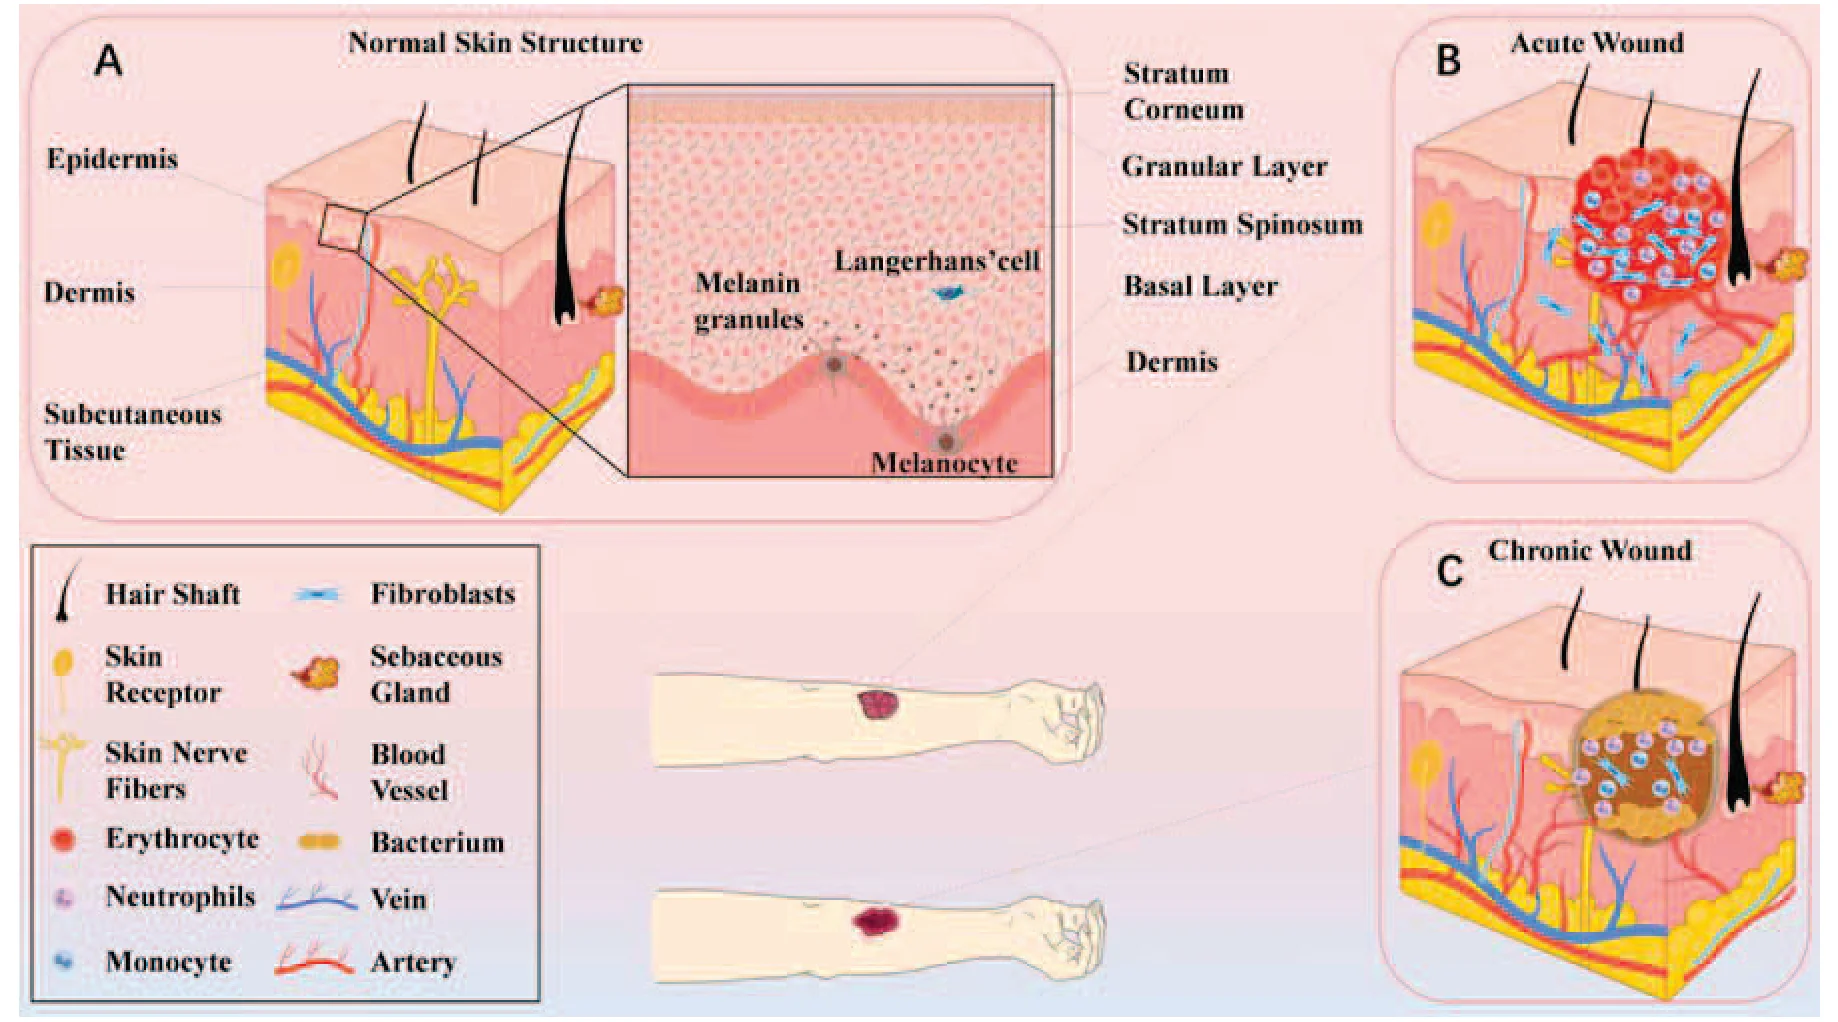 A
Normal Skin Structure
Epidermis
Dermis
Subcutaneous
Tissue
Melanin
granules
Langerhans'cell
Melanocyte
Stratum
Corneum
Granular Layer
Stratum Spinosum
Basal Layer
Dermis
B
Acute Wound
Hair Shaft
Skin
Receptor
Skin Nerve
Fibers
Erythrocyte
Neutrophils
Monocyte
Fibroblasts
Sebaceous
Gland
Blood
Vessel
Bacterium
Vein
Artery
C
Chronic Wound